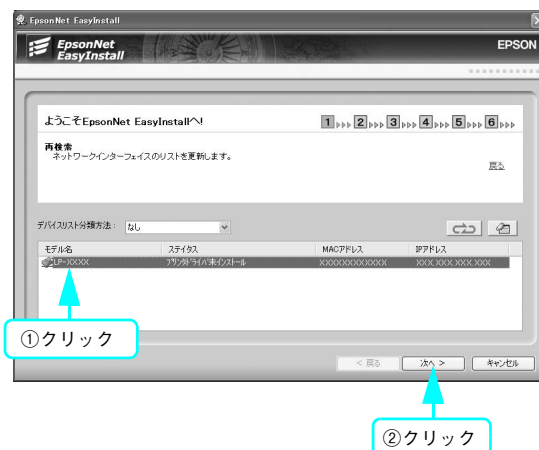 EpsonNet EasyInstall
EpsonNet
EasyInstall
EPSON
ようこそEpsonNet EasyInstallへ!
1 2 3 4 5 6
再検索
ネットワークインターフェイスのリストを更新します。
戻る
デバイスリスト分類方法: なし
モデル名 ステイタス MACアドレス IPアドレス
LP-XXXX プリンタドライバ未インストール XXXXXXXXXXXX XXX.XXX.XXX.XXX
①クリック
< 戻る 次へ > キャンセル
②クリック